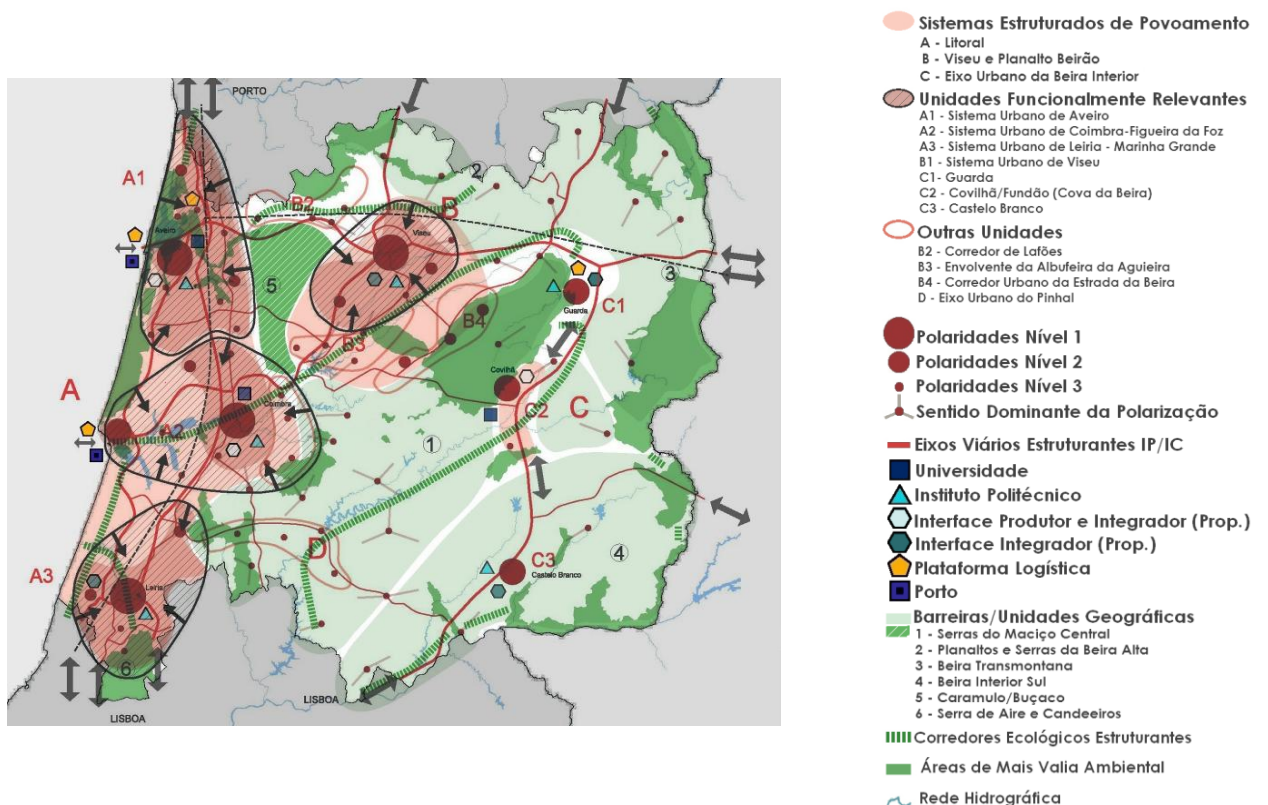 PORTO
A1
2
B2
B
Aveiro
Viseu
5
3
C1
Guarda
B4
B3
Covilhã
A
Coimbra
C2
C
A2
1
D
4
A3
C3
Castelo Branco
Leiria
6
LISBOA
LISBOA
Sistemas Estruturados de Povoamento
A - Litoral
B - Viseu e Planalto Beirão
C - Eixo Urbano da Beira Interior
Unidades Funcionalmente Relevantes
A1 - Sistema Urbano de Aveiro
A2 - Sistema Urbano de Coimbra-Figueira da Foz
A3 - Sistema Urbano de Leiria - Marinha Grande
B1 - Sistema Urbano de Viseu
C1- Guarda
C2 - Covilhã/Fundão (Cova da Beira)
C3 - Castelo Branco
Outras Unidades
B2 - Corredor de Lafões
B3 - Envolvente da Albufeira da Aguieira
B4 - Corredor Urbano da Estrada da Beira
D - Eixo Urbano do Pinhal
Polaridades Nível 1
Polaridades Nível 2
Polaridades Nível 3
Sentido Dominante da Polarização
Eixos Viários Estruturantes IP/IC
Universidade
Instituto Politécnico
Interface Produtor e Integrador (Prop.)
Interface Integrador (Prop.)
Plataforma Logística
Porto
Barreiras/Unidades Geográficas
1 - Serras do Maciço Central
2 - Planaltos e Serras da Beira Alta
3 - Beira Transmontana
4 - Beira Interior Sul
5 - Caramulo/Buçaco
6 - Serra de Aire e Candeeiros
Corredores Ecológicos Estruturantes
Áreas de Mais Valia Ambiental
Rede Hidrográfica